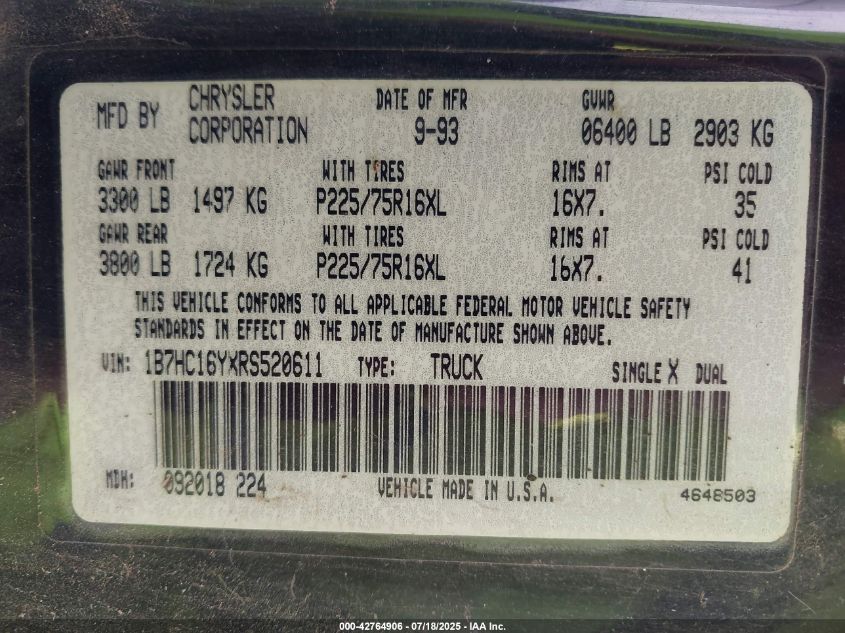 MFD BY CHRYSLER CORPORATION DATE OF MFR 9-93 GVWR 06400 LB 2903 KG
GAWR FRONT WITH TIRES RIMS AT PSI COLD
3300 LB 1497 KG P225/75R16XL 16X7. 35
GAWR REAR WITH TIRES RIMS AT PSI COLD
3800 LB 1724 KG P225/75R16XL 16X7. 41
THIS VEHICLE CONFORMS TO ALL APPLICABLE FEDERAL MOTOR VEHICLE SAFETY
STANDARDS IN EFFECT ON THE DATE OF MANUFACTURE SHOWN ABOVE.
VIN: 1B7HC16YXRS520611 TYPE: TRUCK SINGLE X DUAL
MDH: 092018 224 VEHICLE MADE IN U.S.A. 4648503
000-42764906 - 07/18/2025 - IAA Inc.